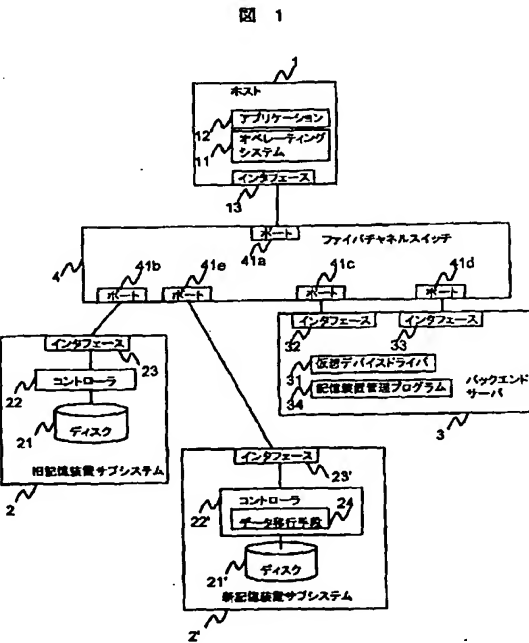 図 1
1
ホスト
12
アプリケーション
11
オペレーティング
システム
インタフェース
13
ポート
41a
ファイバチャネルスイッチ
4
41b
41e
41c
41d
ポート
ポート
ポート
ポート
インタフェース
23
22
コントローラ
21
ディスク
旧記憶装置サブシステム
2
インタフェース
32
インタフェース
33
31
仮想デバイスドライバ
34
記憶装置管理プログラム
バックエンド
サーバ
3
インタフェース
23'
コントローラ
24
22'
データ移行手段
21'
ディスク
新記憶装置サブシステム
2'